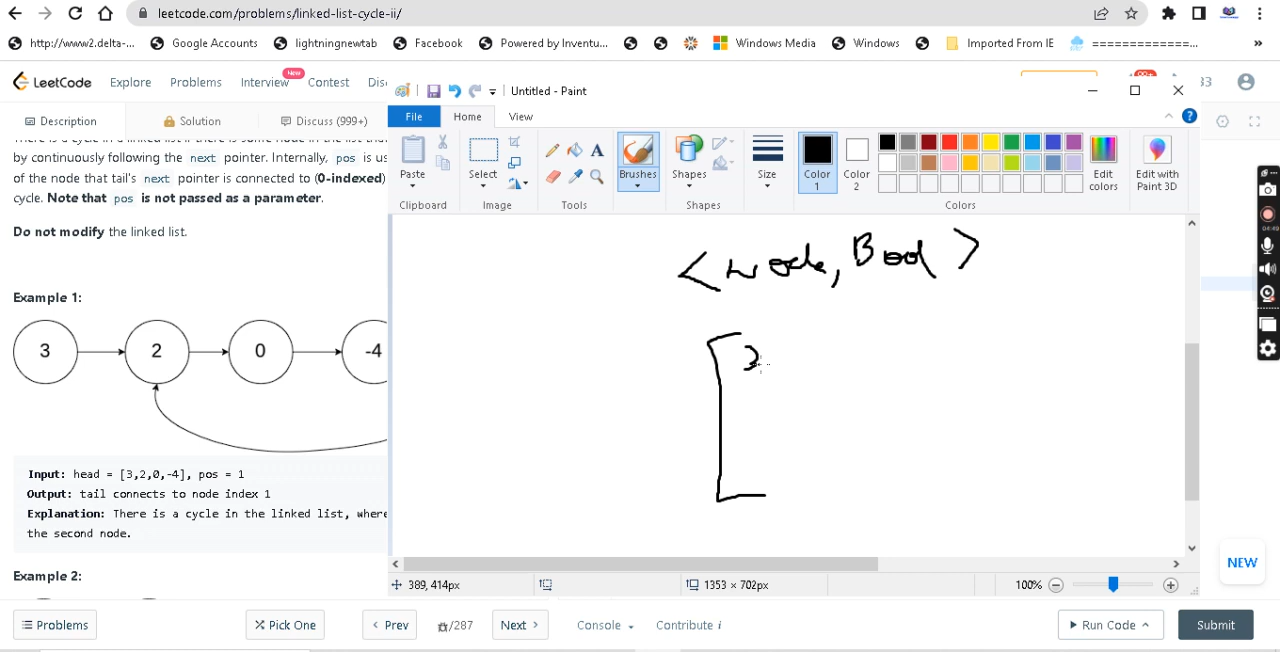 leetcode.com/problems/linked-list-cycle-ii/
http://www2.delta-... Google Accounts lightningnewtab Facebook Powered by Inventu... Windows Media Windows Imported From IE =============... »
LeetCode Explore Problems Interview New Contest Dis
Untitled - Paint
99+
33
File Home View
Description Solution Discuss (999+)
by continuously following the next pointer. Internally, pos is us
of the node that tail's next pointer is connected to (0-indexed)
cycle. Note that pos is not passed as a parameter.
Do not modify the linked list.
Paste Select Brushes Shapes Size Color 1 Color 2 Edit colors Edit with Paint 3D
Clipboard Image Tools Shapes Colors
04:49
<Node, Bool>
3
Example 1:
3 2 0 -4
Input: head = [3,2,0,-4], pos = 1
Output: tail connects to node index 1
Explanation: There is a cycle in the linked list, where
the second node.
Example 2:
389, 414px 1353 × 702px 100%
NEW
Problems Pick One < Prev /287 Next > Console Contribute i Run Code Submit